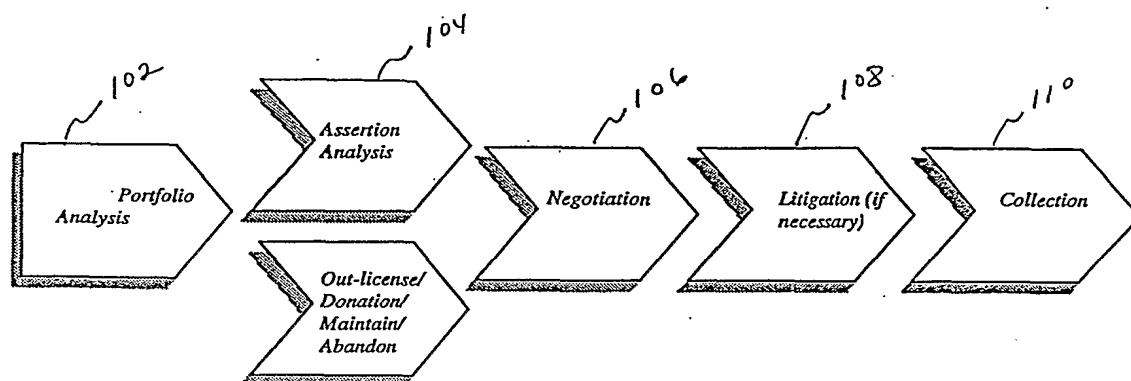 102
104
106
108
110
Portfolio
Analysis
Assertion
Analysis
Out-license/
Donation/
Maintain/
Abandon
Negotiation
Litigation (if
necessary)
Collection